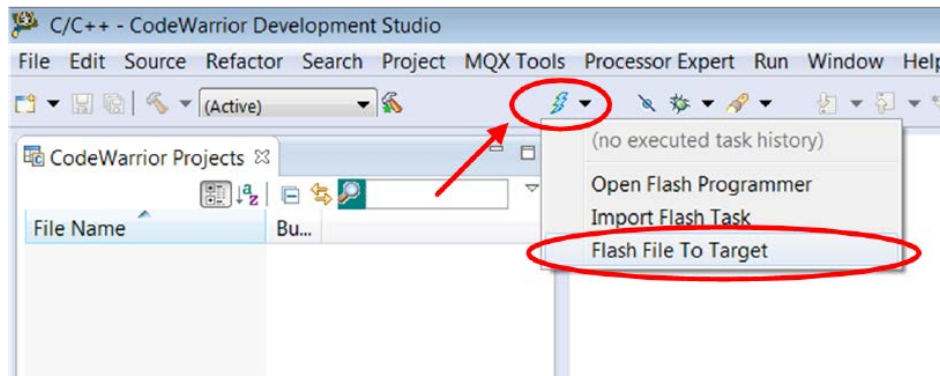 C/C++ - CodeWarrior Development Studio
File Edit Source Refactor Search Project MQX Tools Processor Expert Run Window Help
(Active)
(no executed task history)
CodeWarrior Projects
Open Flash Programmer
Import Flash Task
File Name Bu...
Flash File To Target